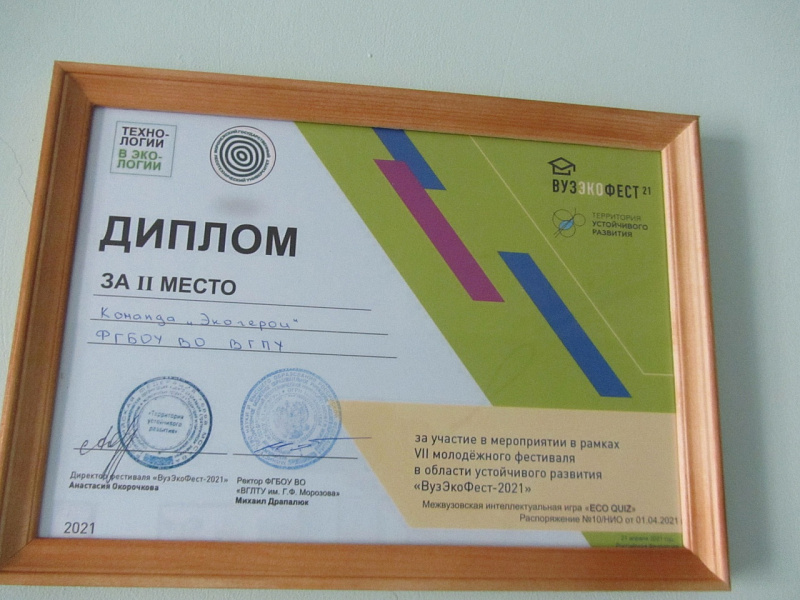 ТЕХНО-
ЛОГИИ
В ЭКО-
ЛОГИИ
ВУЗЭКОФЕСТ 21
ТЕРРИТОРИЯ
УСТОЙЧИВОГО
РАЗВИТИЯ
ДИПЛОМ
ЗА II МЕСТО
Команда „Экогерои“
ФГБОУ ВО ВГПУ
«Территория
устойчивого
развития»
Директор фестиваля «ВузЭкоФест-2021»
Анастасия Окорочкова
Ректор ФГБОУ ВО
«ВГЛТУ им. Г.Ф. Морозова»
Михаил Драпалюк
за участие в мероприятии в рамках
VII молодёжного фестиваля
в области устойчивого развития
«ВузЭкоФест-2021»
Межвузовская интеллектуальная игра «ECO QUIZ»
Распоряжение №10/НИО от 01.04.2021
2021